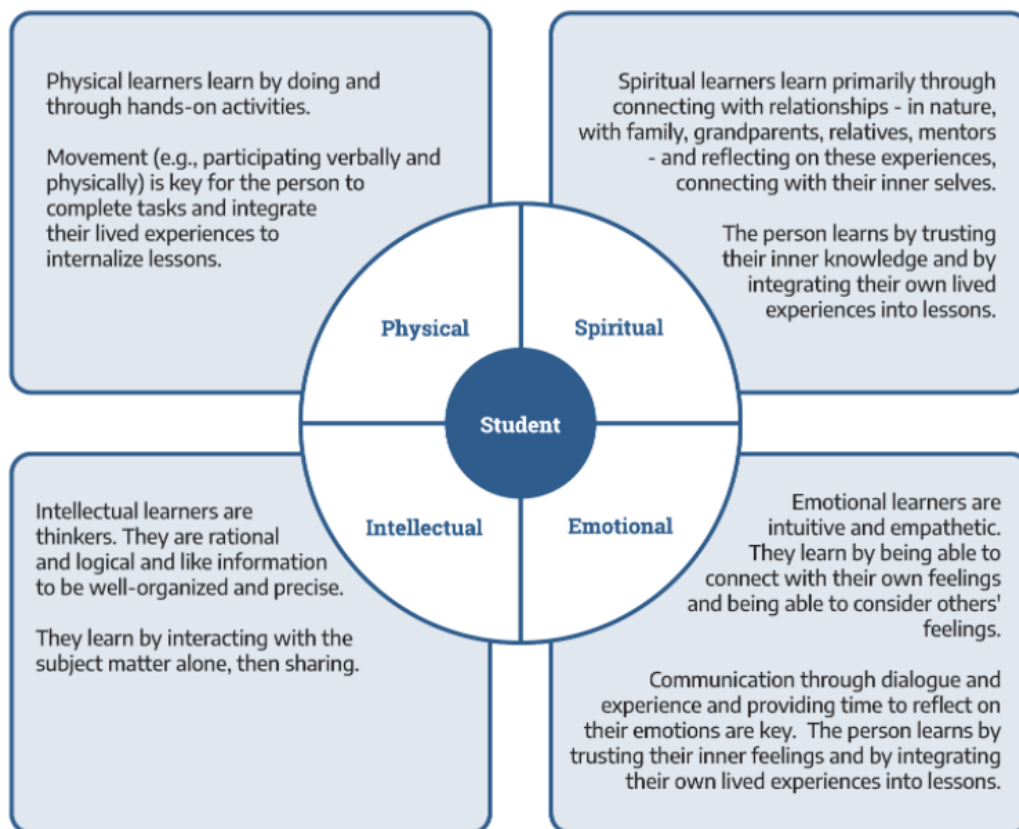 Physical learners learn by doing and
through hands-on activities.
Movement (e.g., participating verbally and
physically) is key for the person to
complete tasks and integrate
their lived experiences to
internalize lessons.
Spiritual learners learn primarily through
connecting with relationships - in nature,
with family, grandparents, relatives, mentors
- and reflecting on these experiences,
connecting with their inner selves.
The person learns by trusting
their inner knowledge and by
integrating their own lived
experiences into lessons.
Physical
Spiritual
Student
Intellectual
Emotional
Intellectual learners are
thinkers. They are rational
and logical and like information
to be well-organized and precise.
They learn by interacting with the
subject matter alone, then sharing.
Emotional learners are
intuitive and empathetic.
They learn by being able to
connect with their own feelings
and being able to consider others'
feelings.
Communication through dialogue and
experience and providing time to reflect on
their emotions are key. The person learns by
trusting their inner feelings and by integrating
their own lived experiences into lessons.